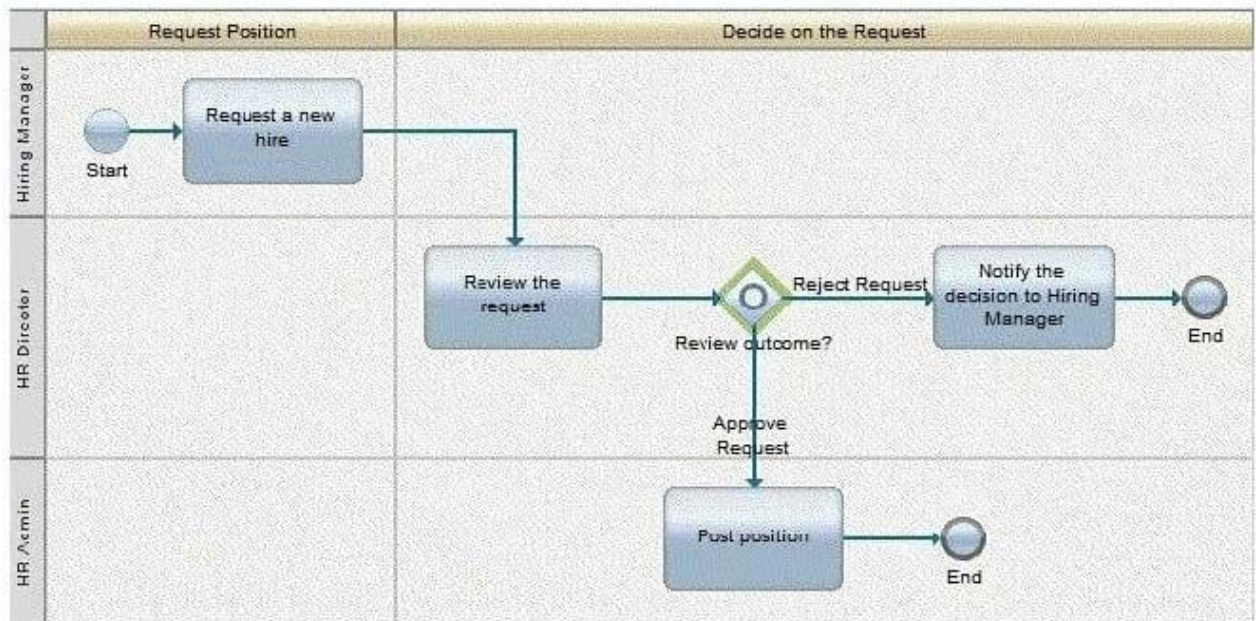 Request Position
Decide on the Request
Hiring Manager
Request a new
hire
Start
HR Director
Review the
request
Review outcome?
Reject Request
Notify the
decision to Hiring
Manager
End
Approve
Request
HR Admin
Post position
End